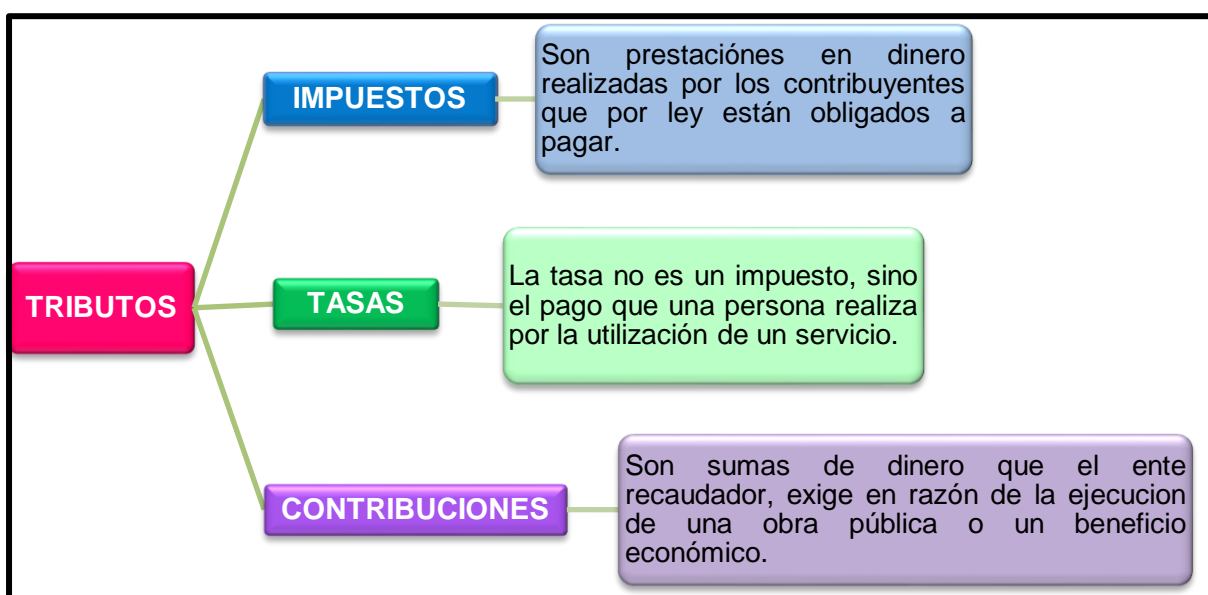 IMPUESTOS
Son prestaciónes en dinero
realizadas por los contribuyentes
que por ley están obligados a
pagar.
TRIBUTOS
TASAS
La tasa no es un impuesto, sino
el pago que una persona realiza
por la utilización de un servicio.
CONTRIBUCIONES
Son sumas de dinero que el ente
recaudador, exige en razón de la ejecucion
de una obra pública o un beneficio
económico.